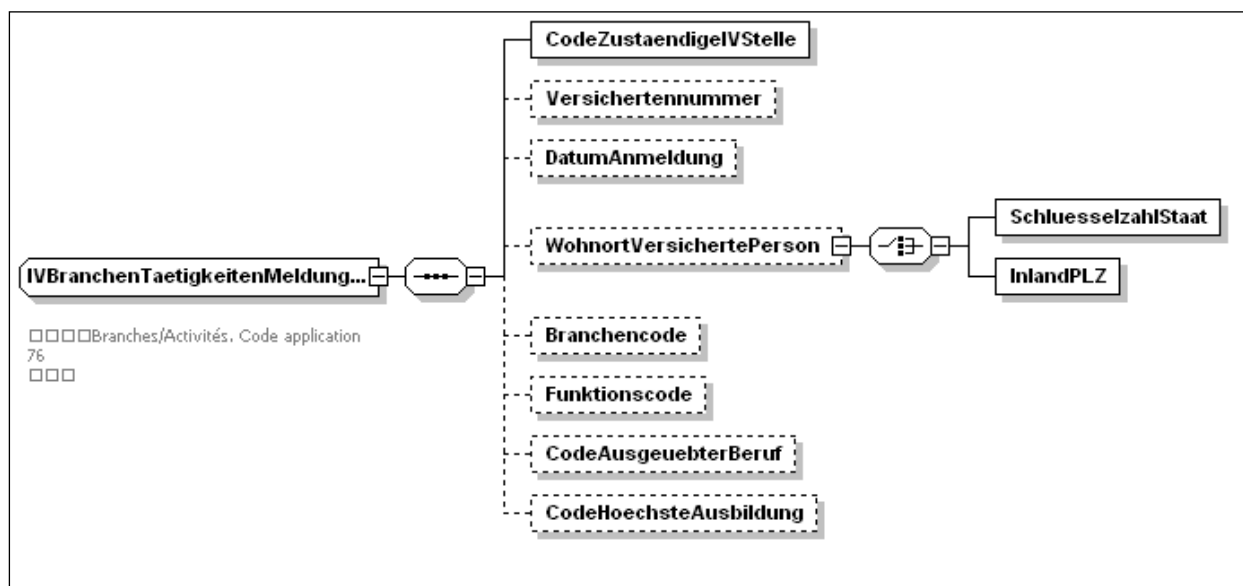 CodeZustaendigeIVStelle
Versichertennummer
DatumAnmeldung
WohnortVersichertePerson
SchluesselzahlStaat
InlandPLZ
IVBranchenTaetigkeitenMeldung...
□□□□Branches/Activités. Code application
76
□□□
Branchencode
Funktionscode
CodeAusgeuebterBeruf
CodeHoechsteAusbildung